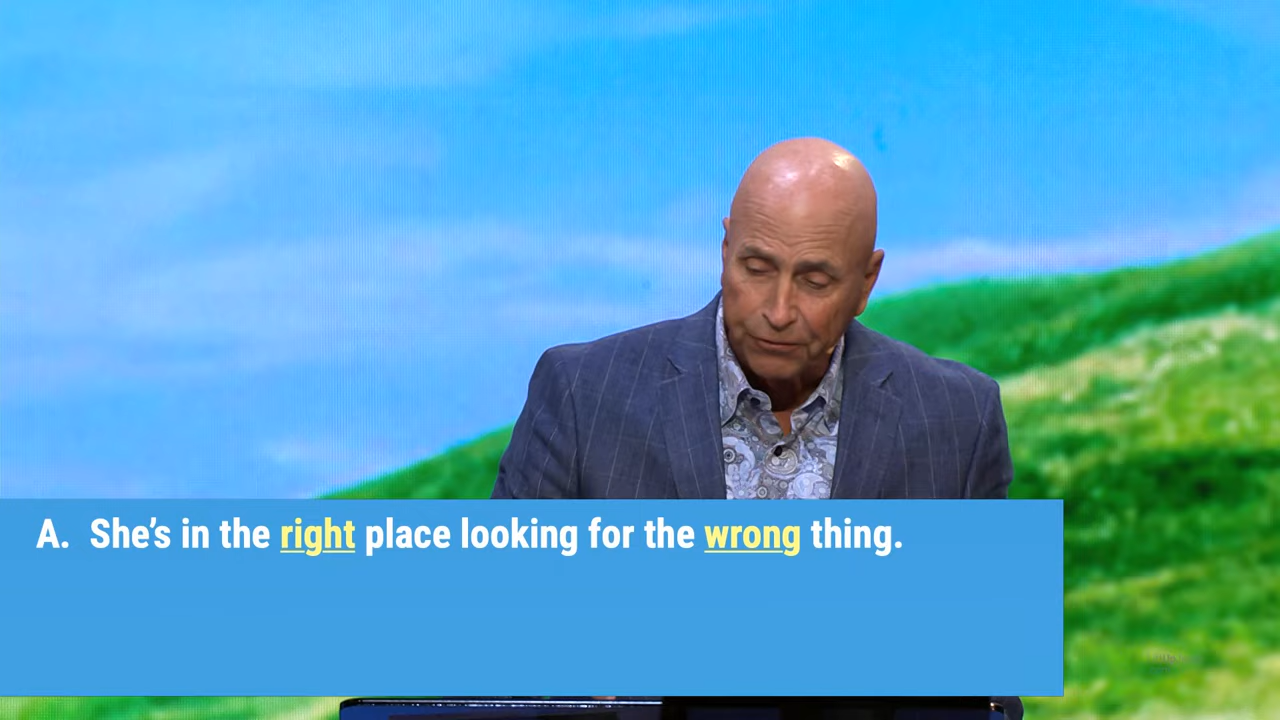 A. She’s in the right place looking for the wrong thing.